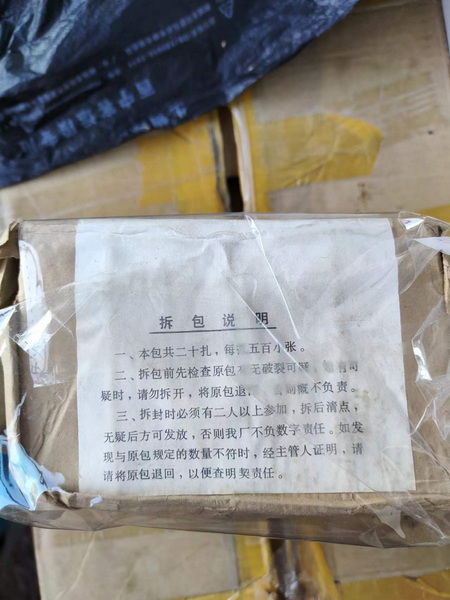 拆包说明
一、本包共二十扎，每 五百小张。
二、拆包前先检查原包 无破裂可疑， 有可
疑时，请勿拆开，将原包退 概不负责。
三、拆封时必须有二人以上参加，拆后清点，
无疑后方可发放，否则我厂不负数字责任。如发
现与原包规定的数量不符时，经主管人证明，请
请将原包退回，以便查明契责任。